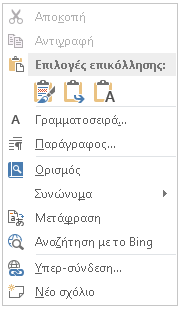 Αποκοπή
Αντιγραφή
Επιλογές επικόλλησης:
Γραμματοσειρά...
Παράγραφος...
Ορισμός
Συνώνυμα
Μετάφραση
Αναζήτηση με το Bing
Υπερ-σύνδεση...
Νέο σχόλιο